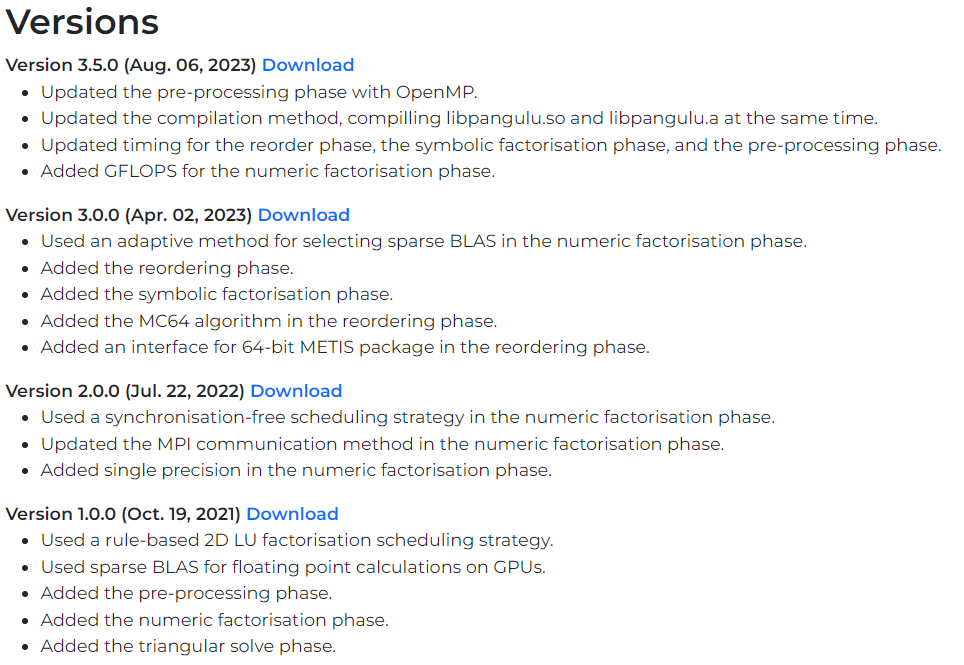 Versions
Version 3.5.0 (Aug. 06, 2023) Download
• Updated the pre-processing phase with OpenMP.
• Updated the compilation method, compilling libpangulu.so and libpangulu.a at the same time.
• Updated timing for the reorder phase, the symbolic factorisation phase, and the pre-processing phase.
• Added GFLOPS for the numeric factorisation phase.
Version 3.0.0 (Apr. 02, 2023) Download
• Used an adaptive method for selecting sparse BLAS in the numeric factorisation phase.
• Added the reordering phase.
• Added the symbolic factorisation phase.
• Added the MC64 algorithm in the reordering phase.
• Added an interface for 64-bit METIS package in the reordering phase.
Version 2.0.0 (Jul. 22, 2022) Download
• Used a synchronisation-free scheduling strategy in the numeric factorisation phase.
• Updated the MPI communication method in the numeric factorisation phase.
• Added single precision in the numeric factorisation phase.
Version 1.0.0 (Oct. 19, 2021) Download
• Used a rule-based 2D LU factorisation scheduling strategy.
• Used sparse BLAS for floating point calculations on GPUs.
• Added the pre-processing phase.
• Added the numeric factorisation phase.
• Added the triangular solve phase.